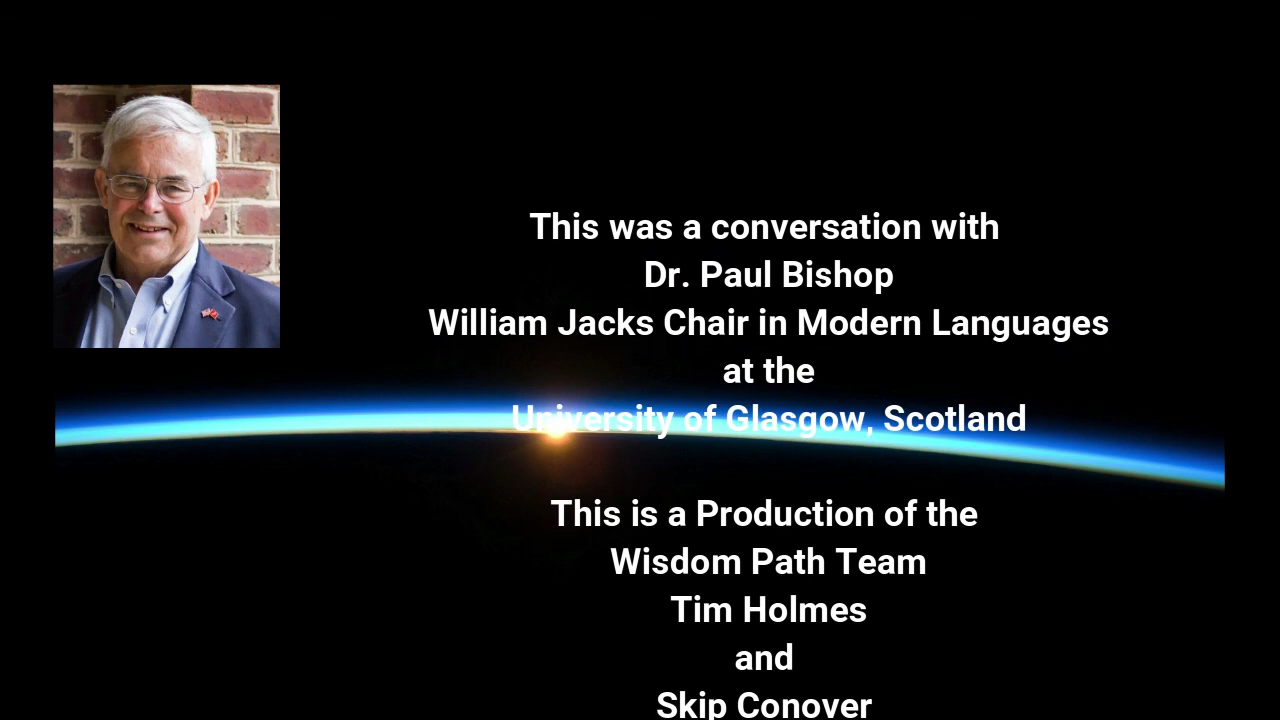 This was a conversation with
Dr. Paul Bishop
William Jacks Chair in Modern Languages
at the
University of Glasgow, Scotland
This is a Production of the
Wisdom Path Team
Tim Holmes
and
Skip Conover